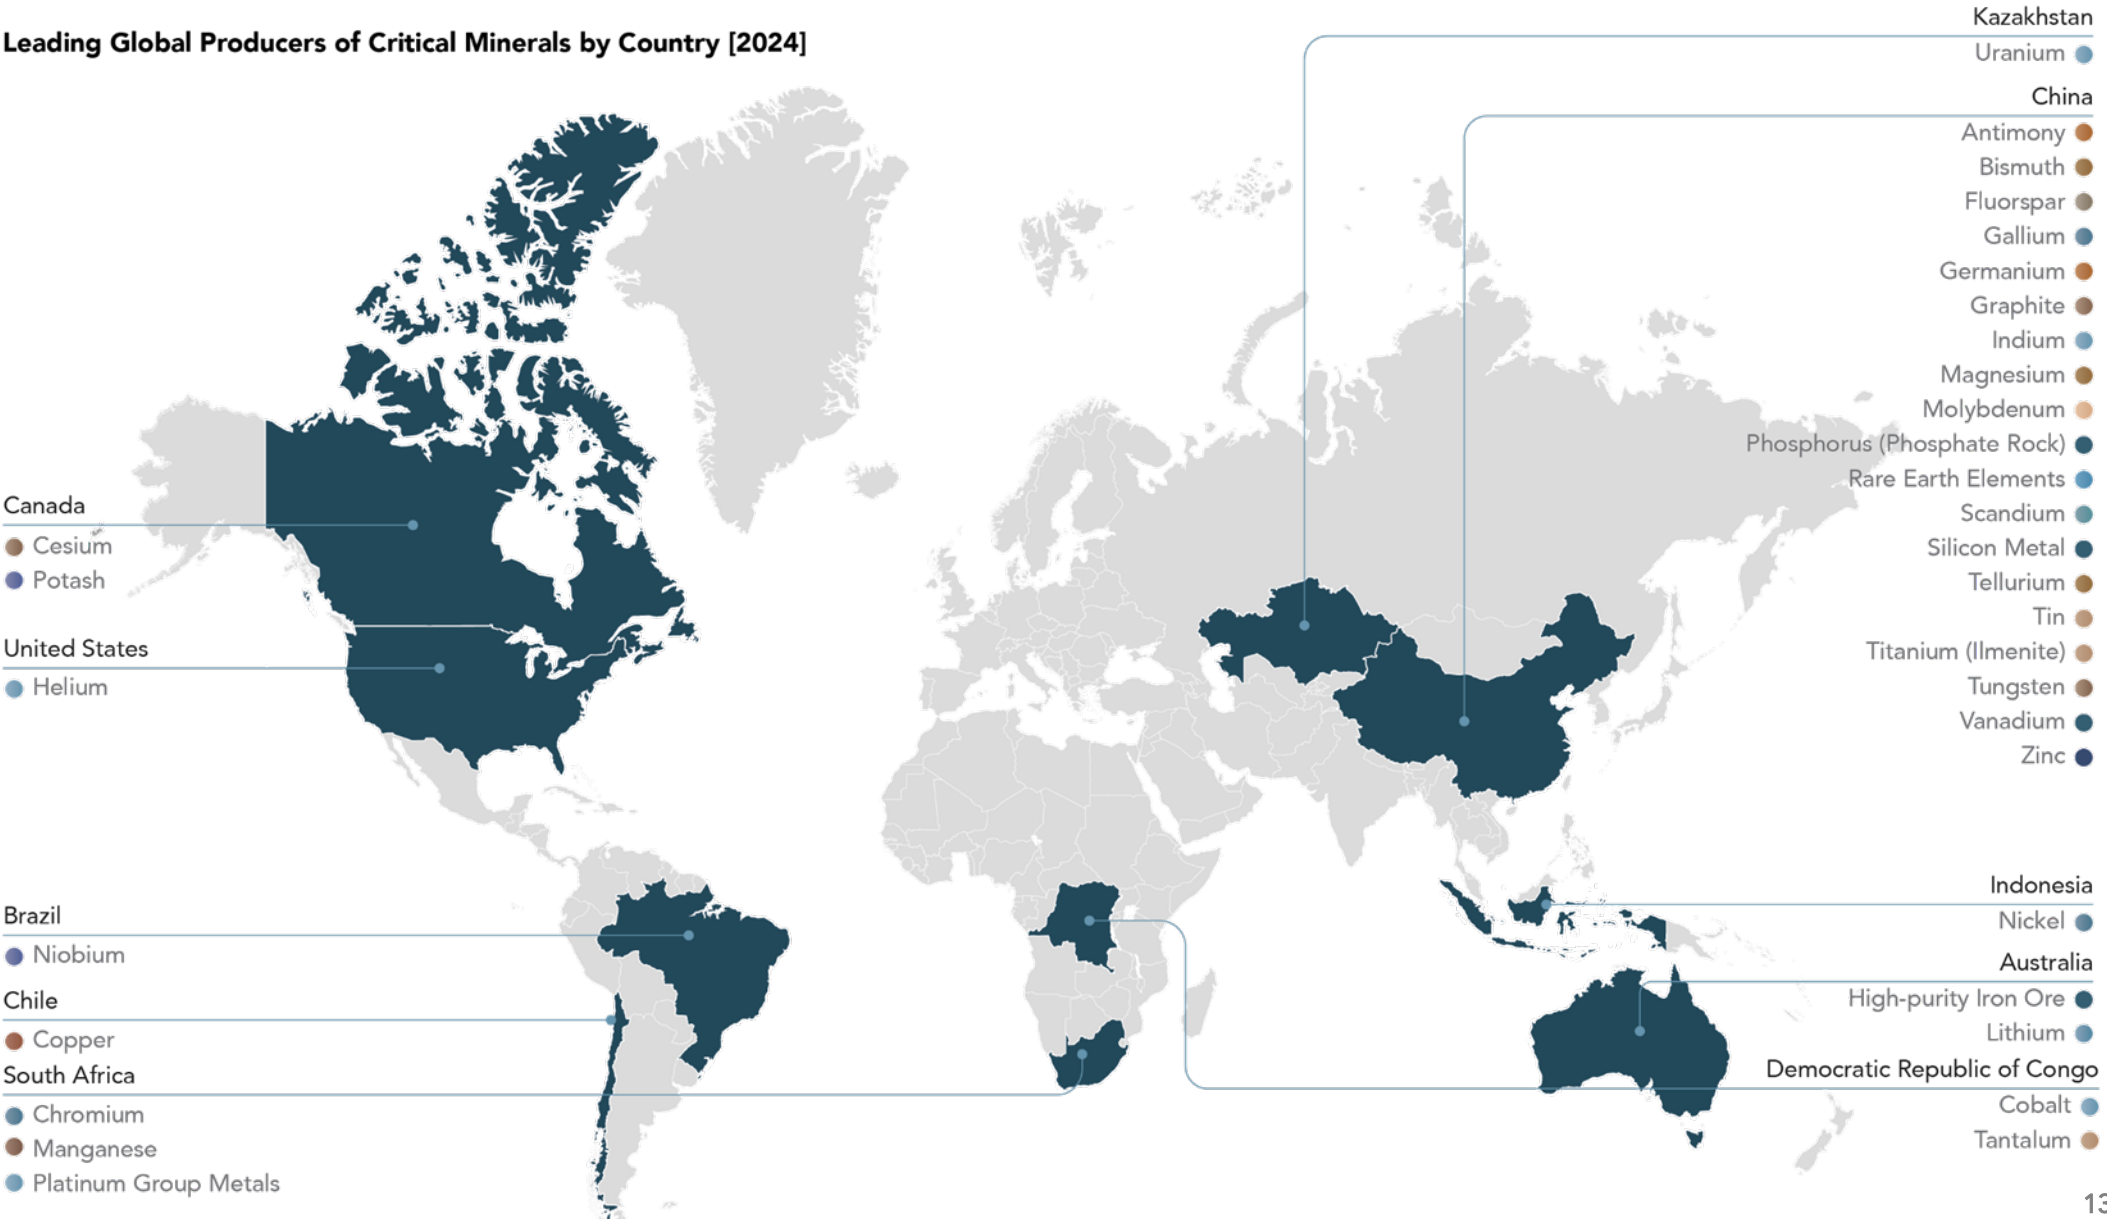 Leading Global Producers of Critical Minerals by Country [2024]
Canada
Cesium
Potash
United States
Helium
Brazil
Niobium
Chile
Copper
South Africa
Chromium
Manganese
Platinum Group Metals
Kazakhstan
Uranium
China
Antimony
Bismuth
Fluorspar
Gallium
Germanium
Graphite
Indium
Magnesium
Molybdenum
Phosphorus (Phosphate Rock)
Rare Earth Elements
Scandium
Silicon Metal
Tellurium
Tin
Titanium (Ilmenite)
Tungsten
Vanadium
Zinc
Indonesia
Nickel
Australia
High-purity Iron Ore
Lithium
Democratic Republic of Congo
Cobalt
Tantalum
13